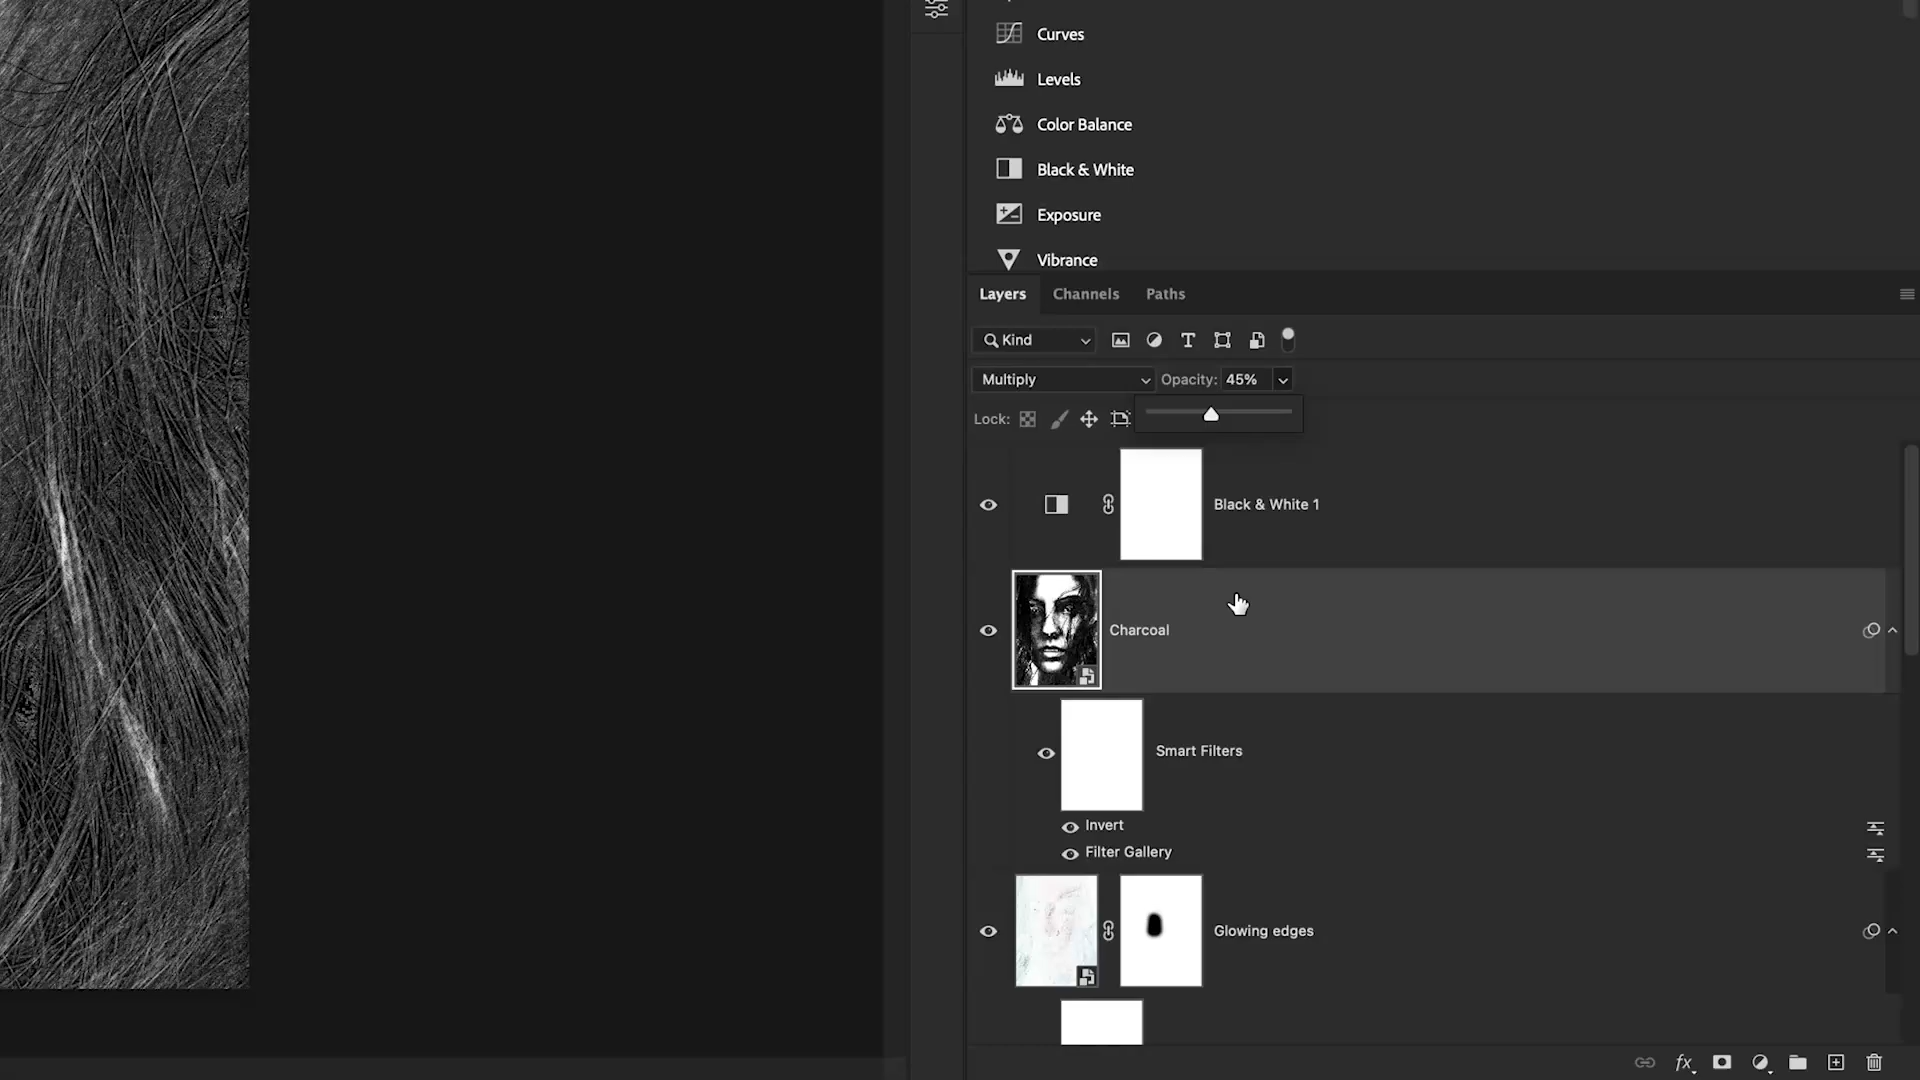 Curves
Levels
Color Balance
Black & White
Exposure
Vibrance
Layers Channels Paths
Kind T
Multiply Opacity: 45%
Lock:
Black & White 1
Charcoal
Smart Filters
Invert
Filter Gallery
Glowing edges
fx